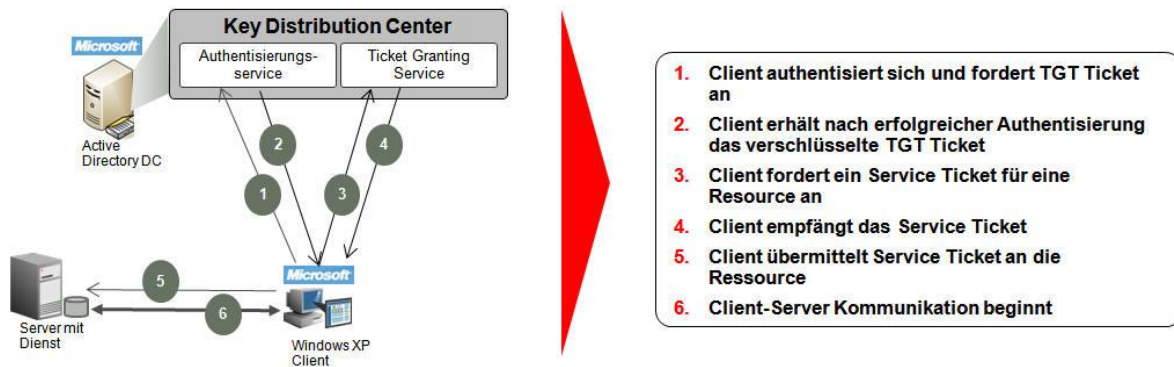 Key Distribution Center
Microsoft
Authentisierungs-
service
Ticket Granting
Service
Active
Directory DC
2
4
1
3
Microsoft
5
6
Server mit
Dienst
Windows XP
Client
1. Client authentisiert sich und fordert TGT Ticket
an
2. Client erhält nach erfolgreicher Authentisierung
das verschlüsselte TGT Ticket
3. Client fordert ein Service Ticket für eine
Resource an
4. Client empfängt das Service Ticket
5. Client übermittelt Service Ticket an die
Ressource
6. Client-Server Kommunikation beginnt